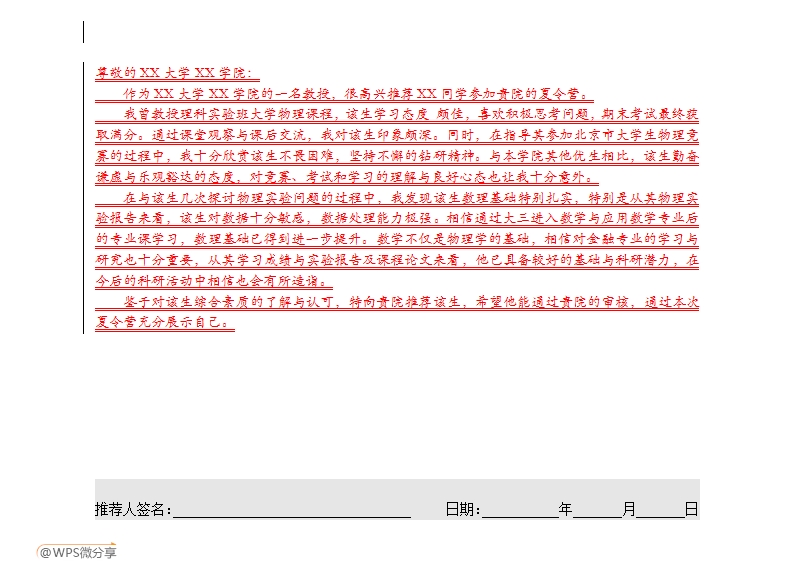 尊敬的 XX 大学 XX 学院：
作为 XX 大学 XX 学院的一名教授，很高兴推荐 XX 同学参加贵院的夏令营。
我曾教授理科实验班大学物理课程，该生学习态度 颇佳，喜欢积极思考问题，期末考试最终获
取满分。通过课堂观察与课后交流，我对该生印象颇深。同时，在指导其参加北京市大学生物理竞
赛的过程中，我十分欣赏该生不畏困难，坚持不懈的钻研精神。与本学院其他优生相比，该生勤奋
谦虚与乐观豁达的态度，对竞赛、考试和学习的理解与良好心态也让我十分意外。
在与该生几次探讨物理实验问题的过程中，我发现该生数理基础特别扎实，特别是从其物理实
验报告来看，该生对数据十分敏感，数据处理能力极强。相信通过大三进入数学与应用数学专业后
的专业课学习，数理基础已得到进一步提升。数学不仅是物理学的基础，相信对金融专业的学习与
研究也十分重要，从其学习成绩与实验报告及课程论文来看，他已具备较好的基础与科研潜力，在
今后的科研活动中相信也会有所造诣。
鉴于对该生综合素质的了解与认可，特向贵院推荐该生，希望他能通过贵院的审核，通过本次
夏令营充分展示自己。
推荐人签名：________ 日期：________年______月______日
@WPS微分享